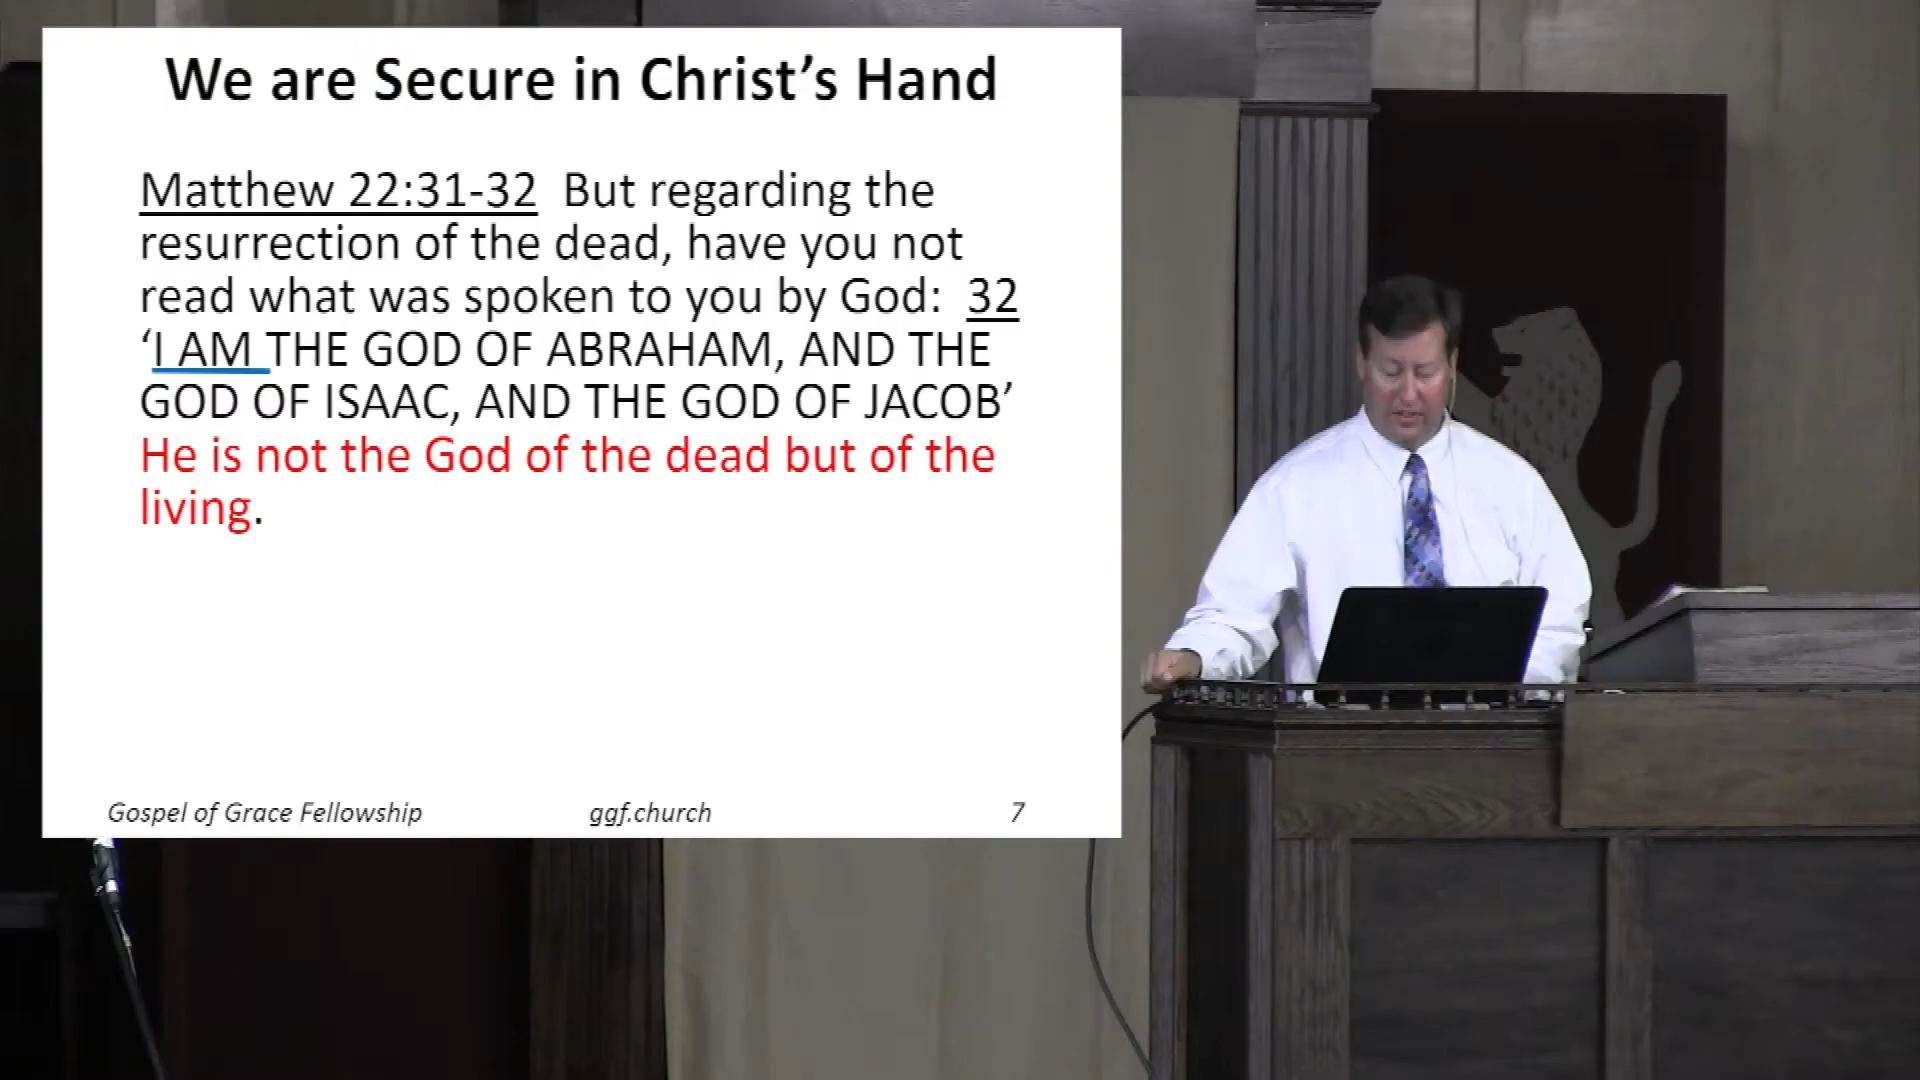 We are Secure in Christ’s Hand
Matthew 22:31-32 But regarding the
resurrection of the dead, have you not
read what was spoken to you by God: 32
‘I AM THE GOD OF ABRAHAM, AND THE
GOD OF ISAAC, AND THE GOD OF JACOB’
He is not the God of the dead but of the
living.
Gospel of Grace Fellowship ggf.church 7